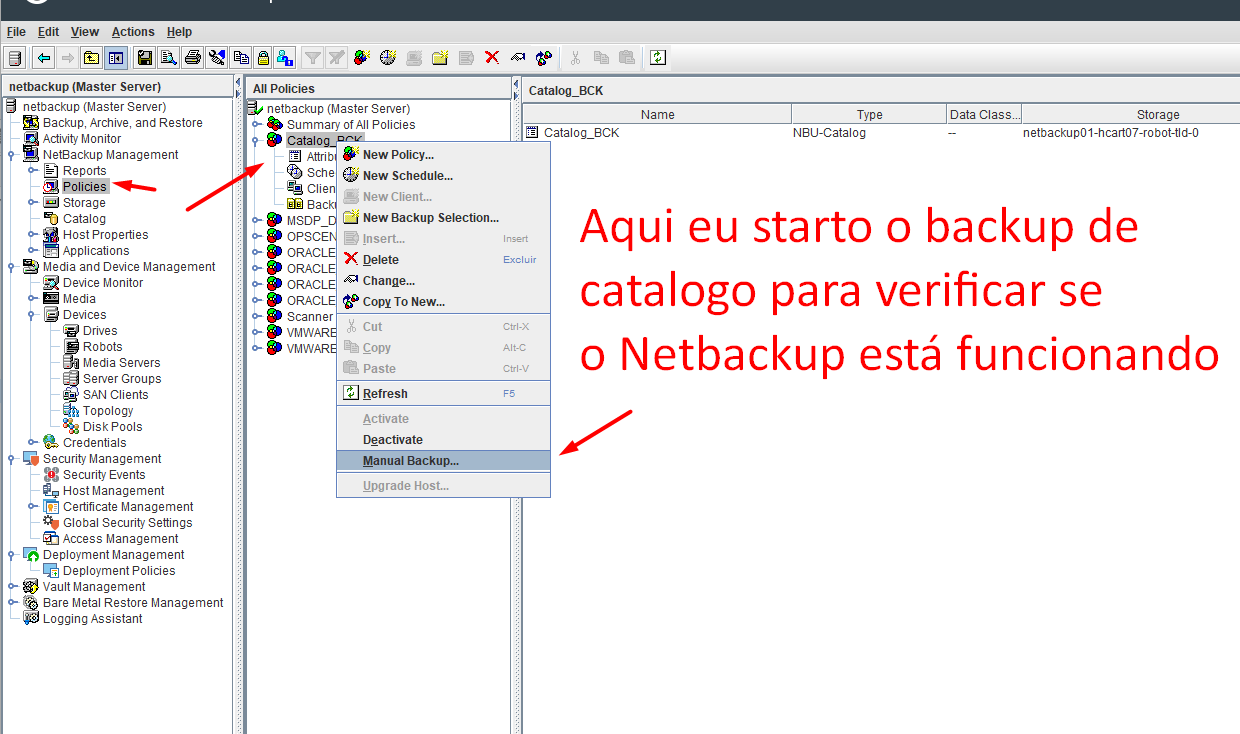 File Edit View Actions Help
netbackup (Master Server)
netbackup (Master Server)
Backup, Archive, and Restore
Activity Monitor
NetBackup Management
Reports
Policies
Storage
Catalog
Host Properties
Applications
Media and Device Management
Device Monitor
Media
Devices
Drives
Robots
Media Servers
Server Groups
SAN Clients
Topology
Disk Pools
Credentials
Security Management
Security Events
Host Management
Certificate Management
Global Security Settings
Access Management
Deployment Management
Deployment Policies
Vault Management
Bare Metal Restore Management
Logging Assistant
All Policies
netbackup (Master Server)
Summary of All Policies
Catalog_BCK
Attribu
Sche
Clien
Backu
MSDP_D
OPSCEN
ORACLE
ORACLE
ORACLE
ORACLE
Scanner
VMWARE
VMWARE
New Policy...
New Schedule...
New Client...
New Backup Selection...
Insert... Insert
Delete Excluir
Change...
Copy To New...
Cut Ctrl-X
Copy Alt-C
Paste Ctrl-V
Refresh F5
Activate
Deactivate
Manual Backup...
Upgrade Host...
Catalog_BCK
Name Type Data Class... Storage
Catalog_BCK NBU-Catalog -- netbackup01-hcart07-robot-tld-0
Aqui eu starto o backup de
catalogo para verificar se
o Netbackup está funcionando